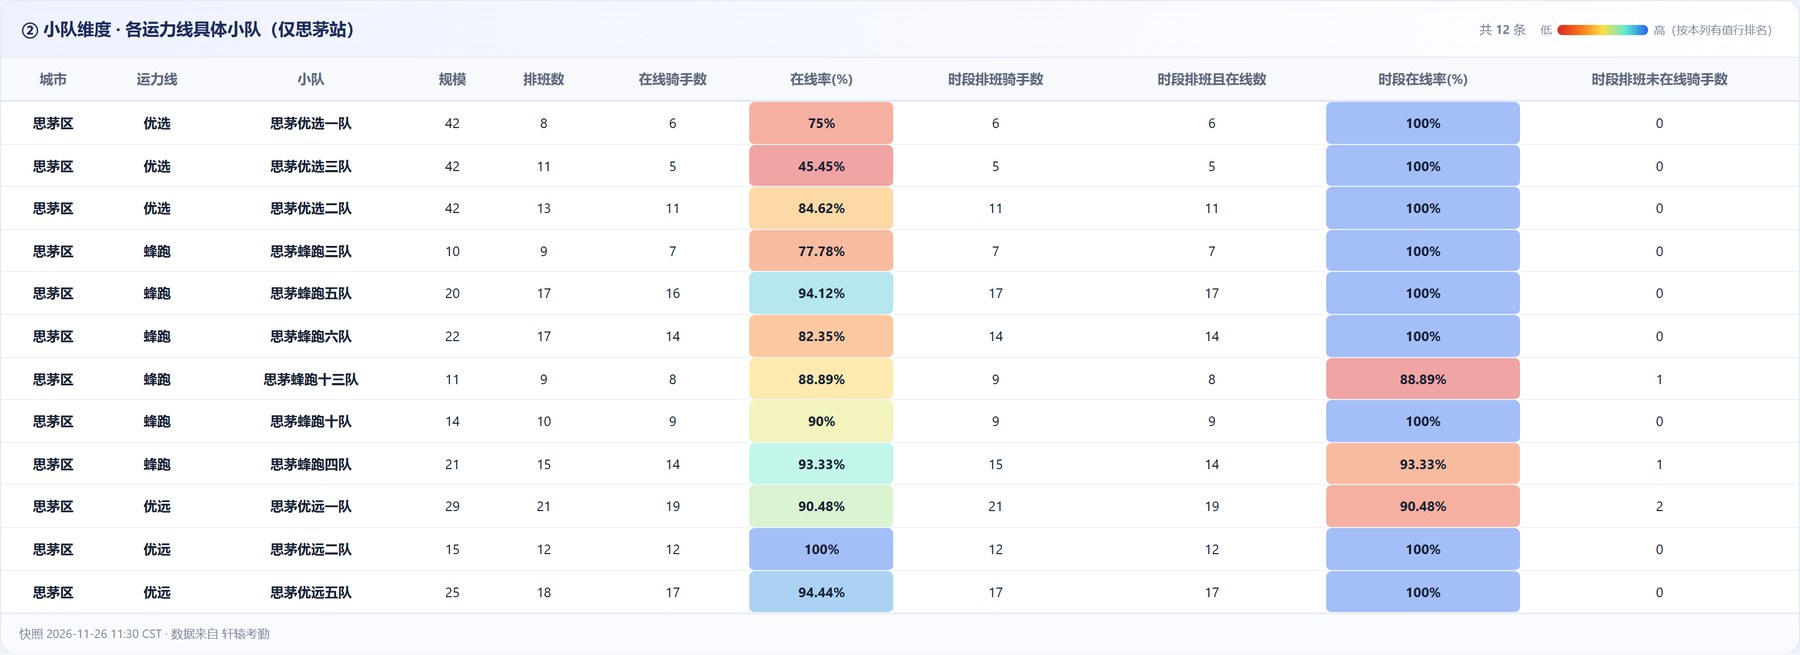 ② 小队维度 · 各运力线具体小队（仅思茅站）
共 12 条 低 高 (按本列有值行排名)
城市 运力线 小队 规模 排班数 在线骑手数 在线率(%) 时段排班骑手数 时段排班且在线数 时段在线率(%) 时段排班未在线骑手数
思茅区 优选 思茅优选一队 42 8 6 75% 6 6 100% 0
思茅区 优选 思茅优选三队 42 11 5 45.45% 5 5 100% 0
思茅区 优选 思茅优选二队 42 13 11 84.62% 11 11 100% 0
思茅区 蜂跑 思茅蜂跑三队 10 9 7 77.78% 7 7 100% 0
思茅区 蜂跑 思茅蜂跑五队 20 17 16 94.12% 17 17 100% 0
思茅区 蜂跑 思茅蜂跑六队 22 17 14 82.35% 14 14 100% 0
思茅区 蜂跑 思茅蜂跑十三队 11 9 8 88.89% 9 8 88.89% 1
思茅区 蜂跑 思茅蜂跑十队 14 10 9 90% 9 9 100% 0
思茅区 蜂跑 思茅蜂跑四队 21 15 14 93.33% 15 14 93.33% 1
思茅区 优远 思茅优远一队 29 21 19 90.48% 21 19 90.48% 2
思茅区 优远 思茅优远二队 15 12 12 100% 12 12 100% 0
思茅区 优远 思茅优远五队 25 18 17 94.44% 17 17 100% 0
快照 2026-11-26 11:30 CST · 数据来自 轩辕考勤